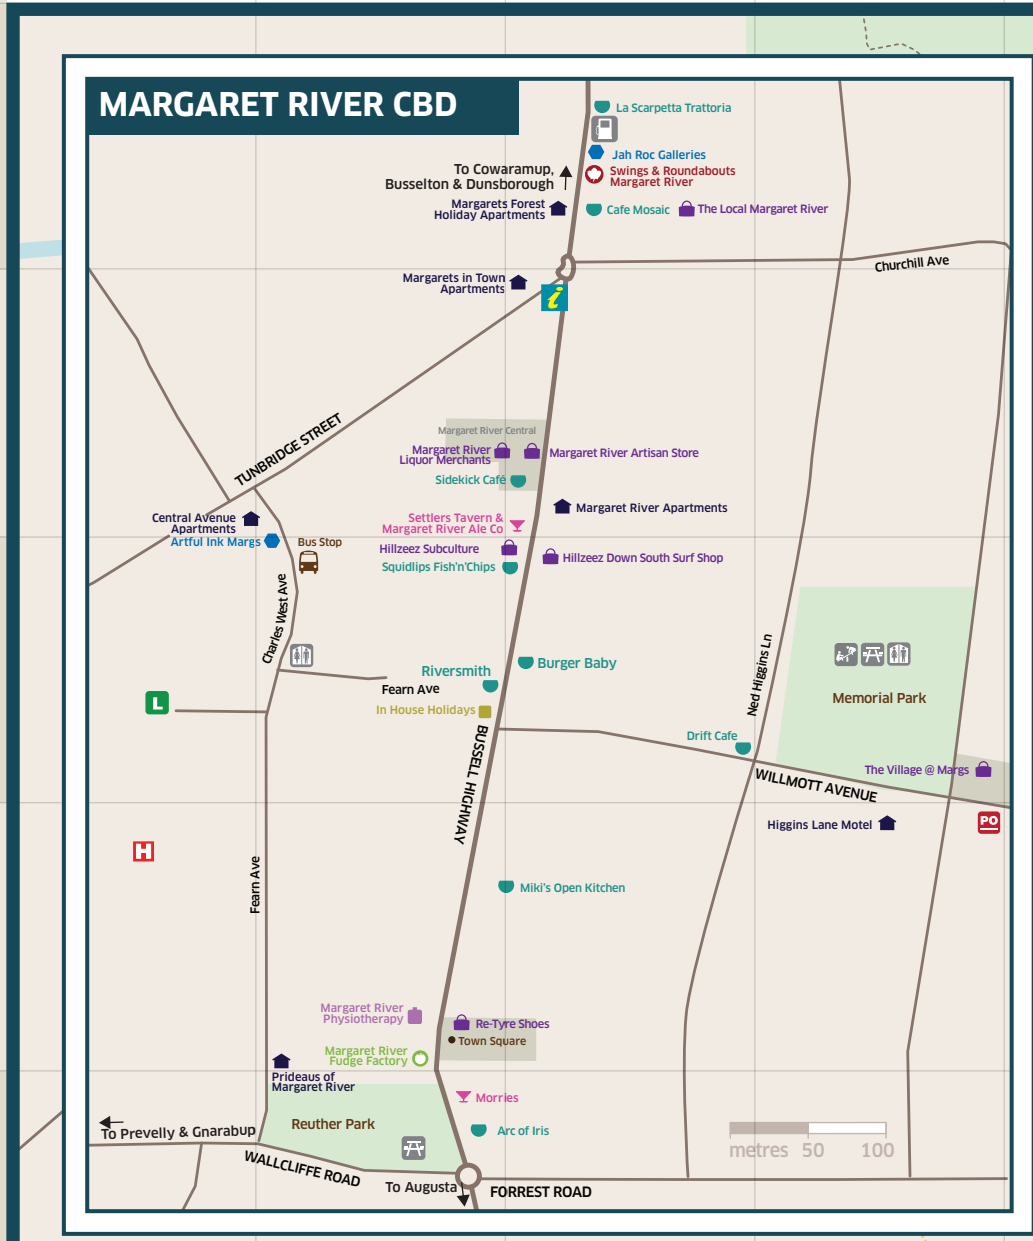 MARGARET RIVER CBD
La Scarpetta Trattoria
Jah Roc Galleries
To Cowaramup,
Busselton & Dunsborough
Swings & Roundabouts
Margaret River
Margarets Forest
Holiday Apartments
Cafe Mosaic
The Local Margaret River
Churchill Ave
Margarets in Town
Apartments
i
TUNBRIDGE STREET
Margaret River Central
Margaret River
Liquor Merchants
Margaret River Artisan Store
Sidekick Café
Margaret River Apartments
Central Avenue
Apartments
Settlers Tavern &
Margaret River Ale Co
Artful Ink Margs
Bus Stop
Hillzeez Subculture
Hillzeez Down South Surf Shop
Squidlips Fish'n'Chips
Charles West Ave
Ned Higgins Ln
Riversmith
Burger Baby
Fearn Ave
L
In House Holidays
Memorial Park
BUSSELL HIGHWAY
Drift Cafe
The Village @ Margs
WILLMOTT AVENUE
Higgins Lane Motel
PO
H
Fearn Ave
Miki's Open Kitchen
Margaret River
Physiotherapy
Re-Tyre Shoes
Town Square
Margaret River
Fudge Factory
Prideaus of
Margaret River
Morries
Reuther Park
Arc of Iris
To Prevelly & Gnarabup
WALLCLIFFE ROAD
metres 50 100
To Augusta
FORREST ROAD